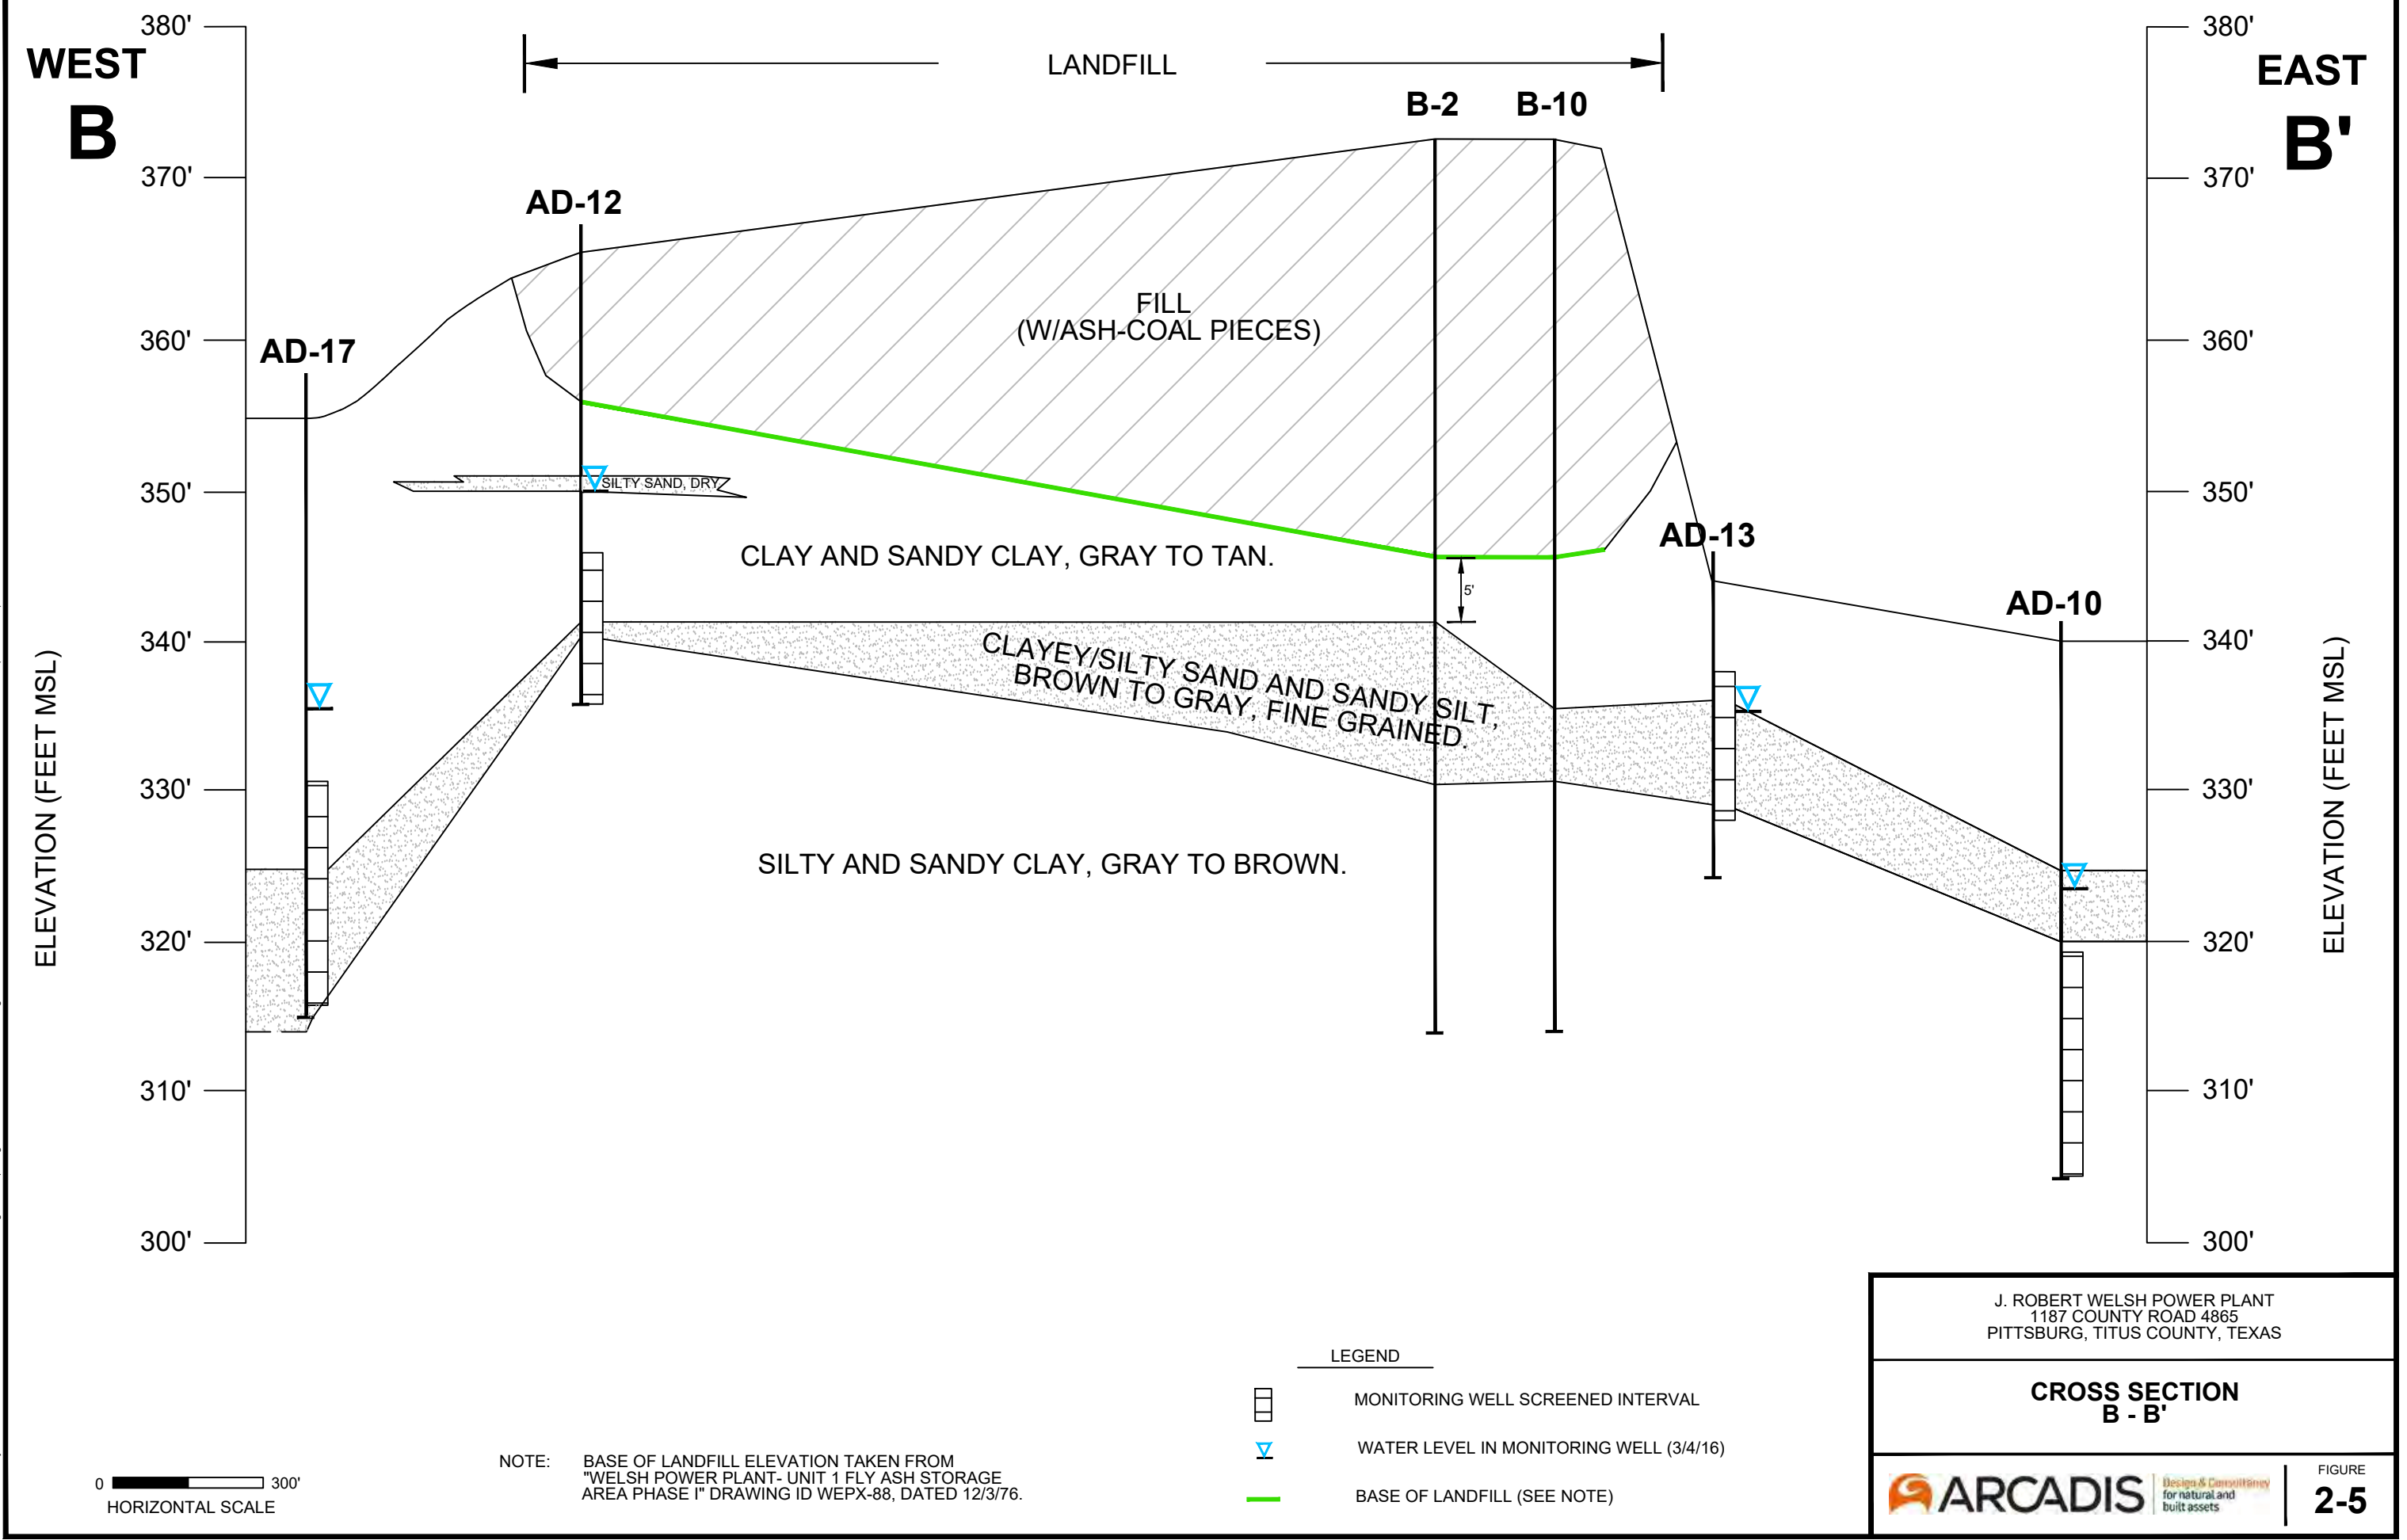 WEST
B
EAST
B'
380'
370'
360'
350'
340'
330'
320'
310'
300'
ELEVATION (FEET MSL)
380'
370'
360'
350'
340'
330'
320'
310'
300'
ELEVATION (FEET MSL)
LANDFILL
B-2
B-10
AD-12
AD-17
AD-13
AD-10
FILL
(W/ASH-COAL PIECES)
SILTY SAND, DRY
CLAY AND SANDY CLAY, GRAY TO TAN.
5'
CLAYEY/SILTY SAND AND SANDY SILT,
BROWN TO GRAY, FINE GRAINED.
SILTY AND SANDY CLAY, GRAY TO BROWN.
0 300'
HORIZONTAL SCALE
NOTE: BASE OF LANDFILL ELEVATION TAKEN FROM
"WELSH POWER PLANT- UNIT 1 FLY ASH STORAGE
AREA PHASE I" DRAWING ID WEPX-88, DATED 12/3/76.
LEGEND
MONITORING WELL SCREENED INTERVAL
WATER LEVEL IN MONITORING WELL (3/4/16)
BASE OF LANDFILL (SEE NOTE)
J. ROBERT WELSH POWER PLANT
1187 COUNTY ROAD 4865
PITTSBURG, TITUS COUNTY, TEXAS
CROSS SECTION
B - B'
ARCADIS
Design & Consultancy
for natural and
built assets
FIGURE
2-5